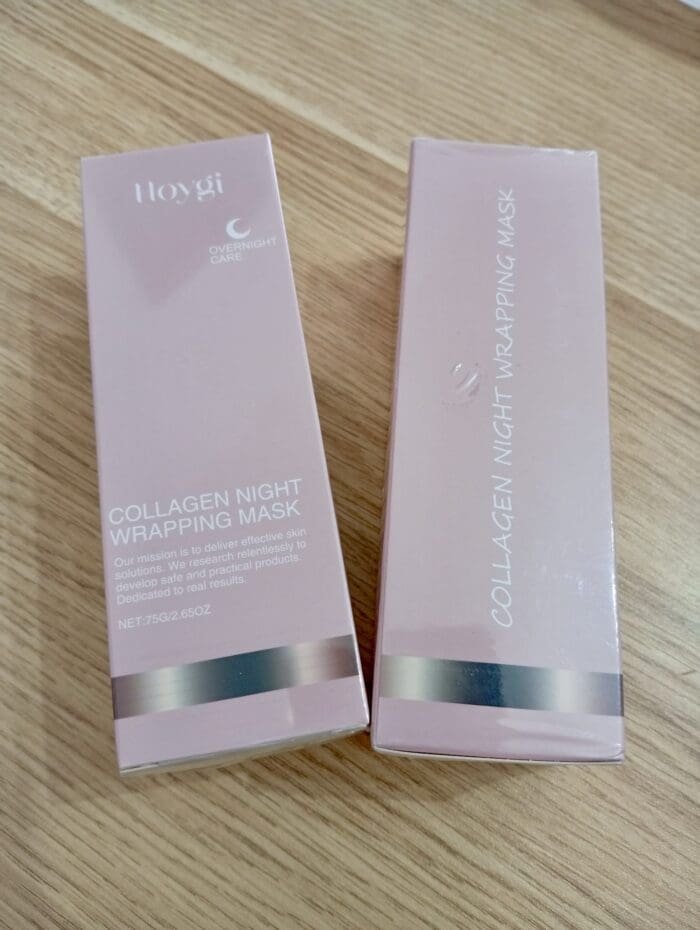 Hoygi
OVERNIGHT
CARE
COLLAGEN NIGHT
WRAPPING MASK
Our mission is to deliver effective skin
solutions. We research relentlessly to
develop safe and practical products.
Dedicated to real results.
NET:75G/2.65OZ
COLLAGEN NIGHT WRAPPING MASK